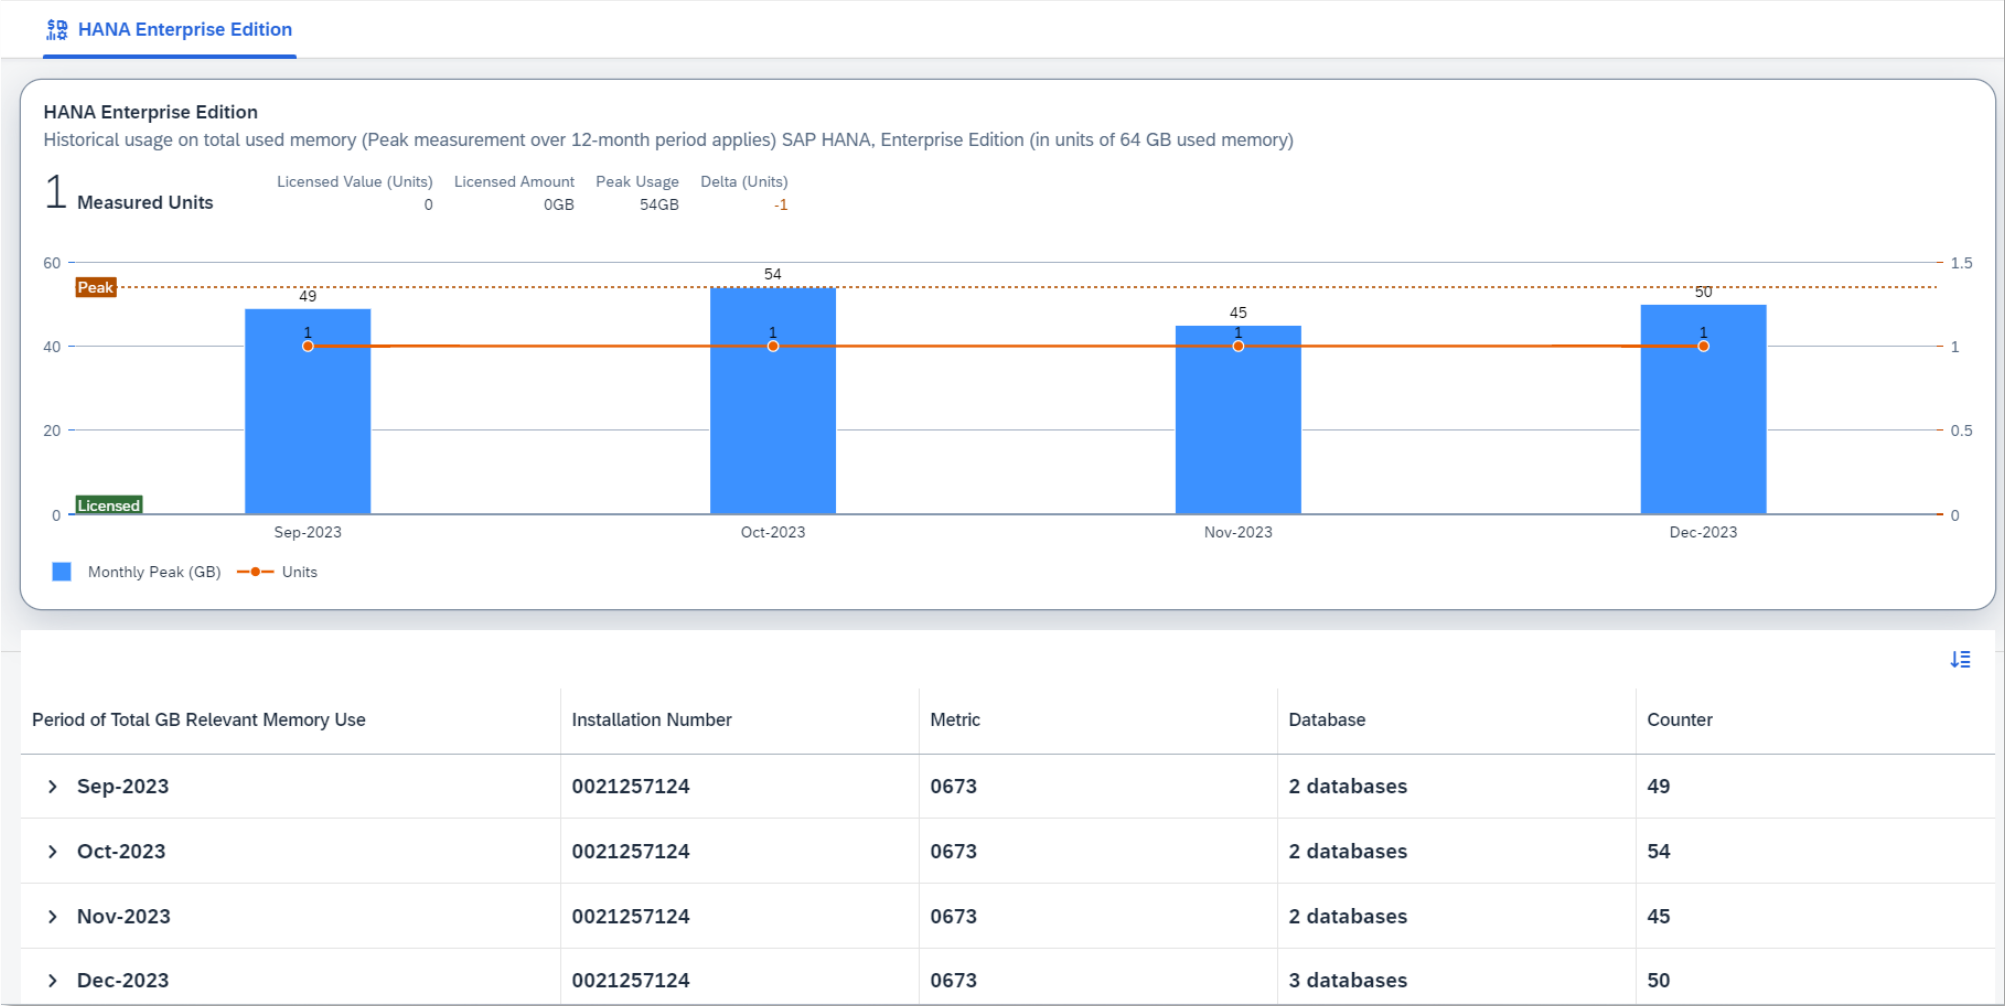 HANA Enterprise Edition
HANA Enterprise Edition
Historical usage on total used memory (Peak measurement over 12-month period applies) SAP HANA, Enterprise Edition (in units of 64 GB used memory)
1 Measured Units
Licensed Value (Units) Licensed Amount Peak Usage Delta (Units)
0 0GB 54GB -1
60 1.5
Peak
49 54 45 50
1 1 1 1
40 1
20 0.5
Licensed
0 0
Sep-2023 Oct-2023 Nov-2023 Dec-2023
Monthly Peak (GB) Units
Period of Total GB Relevant Memory Use Installation Number Metric Database Counter
Sep-2023 0021257124 0673 2 databases 49
Oct-2023 0021257124 0673 2 databases 54
Nov-2023 0021257124 0673 2 databases 45
Dec-2023 0021257124 0673 3 databases 50